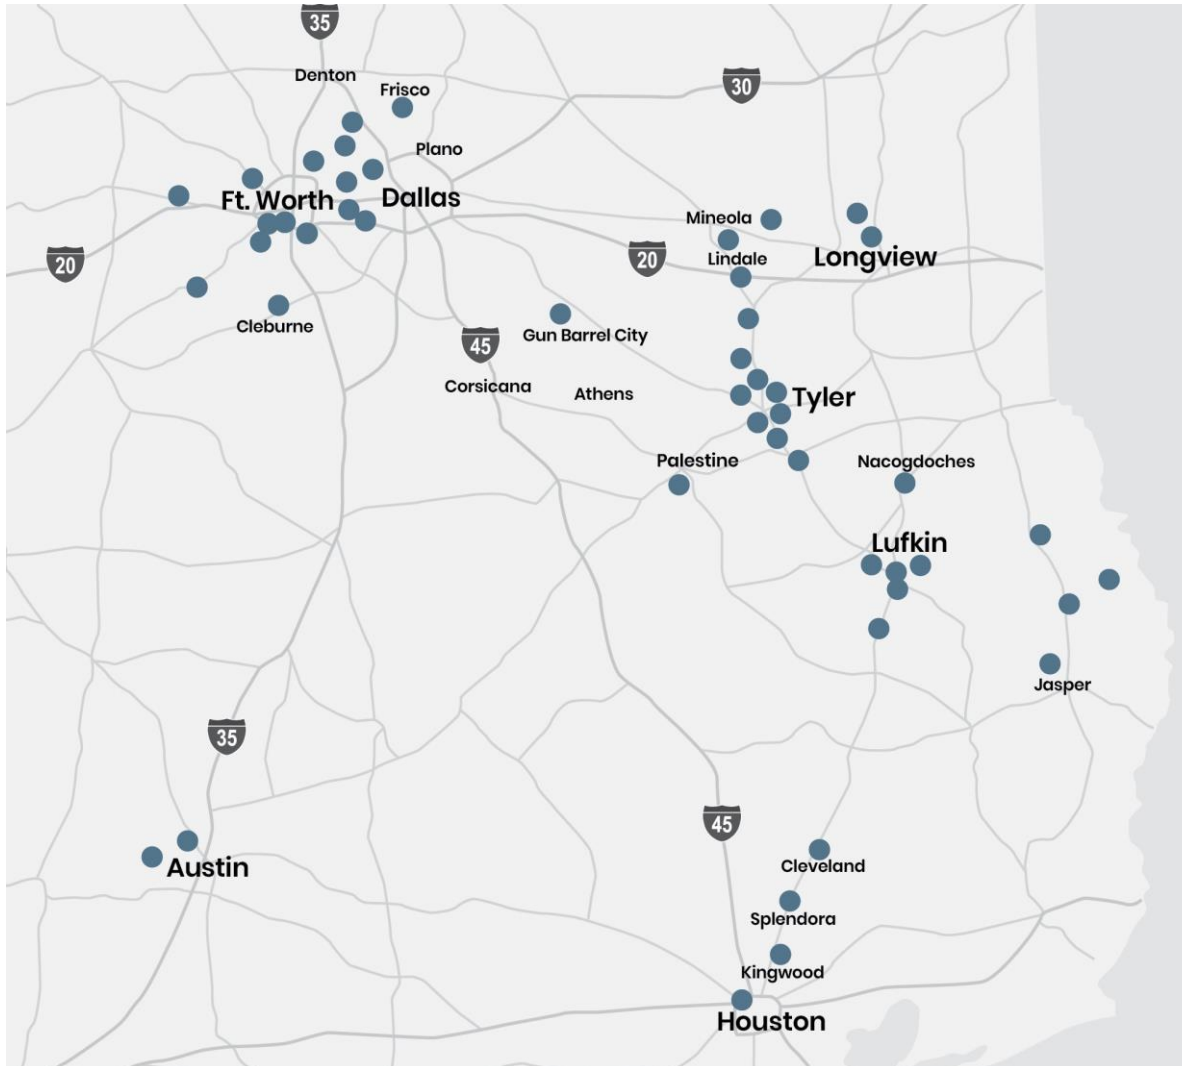 35
Denton
Frisco
30
Plano
Ft. Worth
Dallas
Mineola
20
20
Lindale
Longview
Cleburne
Gun Barrel City
45
Corsicana
Athens
Tyler
Palestine
Nacogdoches
Lufkin
Jasper
35
45
Austin
Cleveland
Splendora
Kingwood
Houston